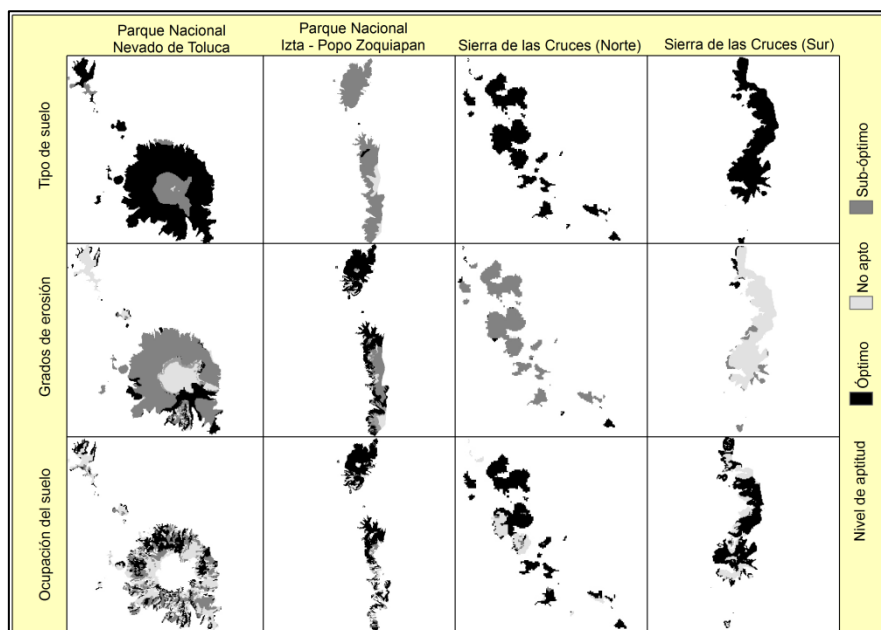 Parque Nacional
Nevado de Toluca
Parque Nacional
Izta - Popo Zoquiapan
Sierra de las Cruces (Norte)
Sierra de las Cruces (Sur)
Tipo de suelo
Grados de erosión
Ocupación del suelo
Nivel de aptitud
Óptimo
No apto
Sub-óptimo